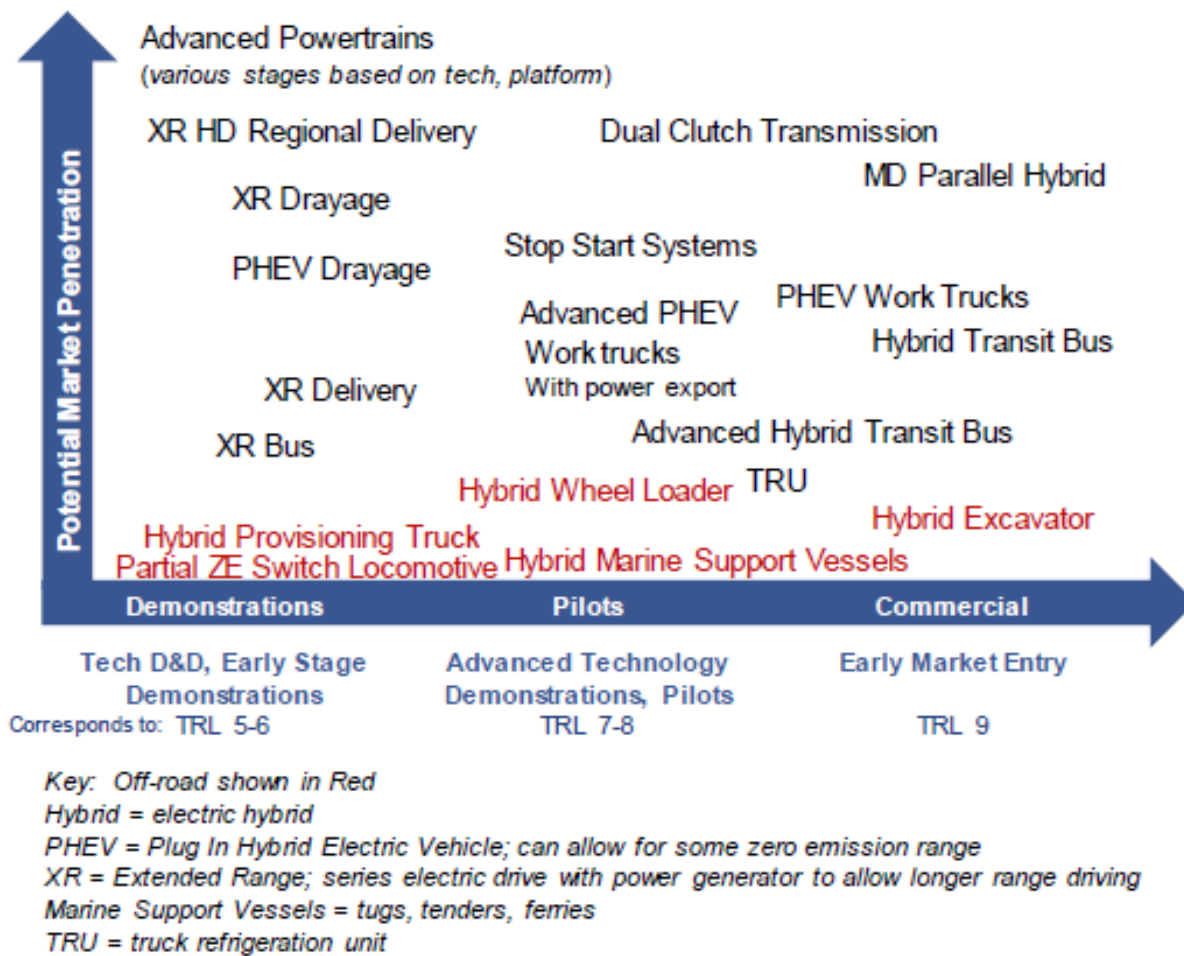 Advanced Powertrains
(various stages based on tech, platform)
XR HD Regional Delivery
Dual Clutch Transmission
MD Parallel Hybrid
XR Drayage
Stop Start Systems
PHEV Drayage
PHEV Work Trucks
Advanced PHEV
Work trucks
With power export
Hybrid Transit Bus
XR Delivery
Advanced Hybrid Transit Bus
XR Bus
TRU
Hybrid Wheel Loader
Hybrid Excavator
Hybrid Provisioning Truck
Partial ZE Switch Locomotive
Hybrid Marine Support Vessels
Potential Market Penetration
Demonstrations
Pilots
Commercial
Tech D&D, Early Stage
Demonstrations
Advanced Technology
Demonstrations, Pilots
Early Market Entry
Corresponds to: TRL 5-6
TRL 7-8
TRL 9
Key: Off-road shown in Red
Hybrid = electric hybrid
PHEV = Plug In Hybrid Electric Vehicle; can allow for some zero emission range
XR = Extended Range; series electric drive with power generator to allow longer range driving
Marine Support Vessels = tugs, tenders, ferries
TRU = truck refrigeration unit